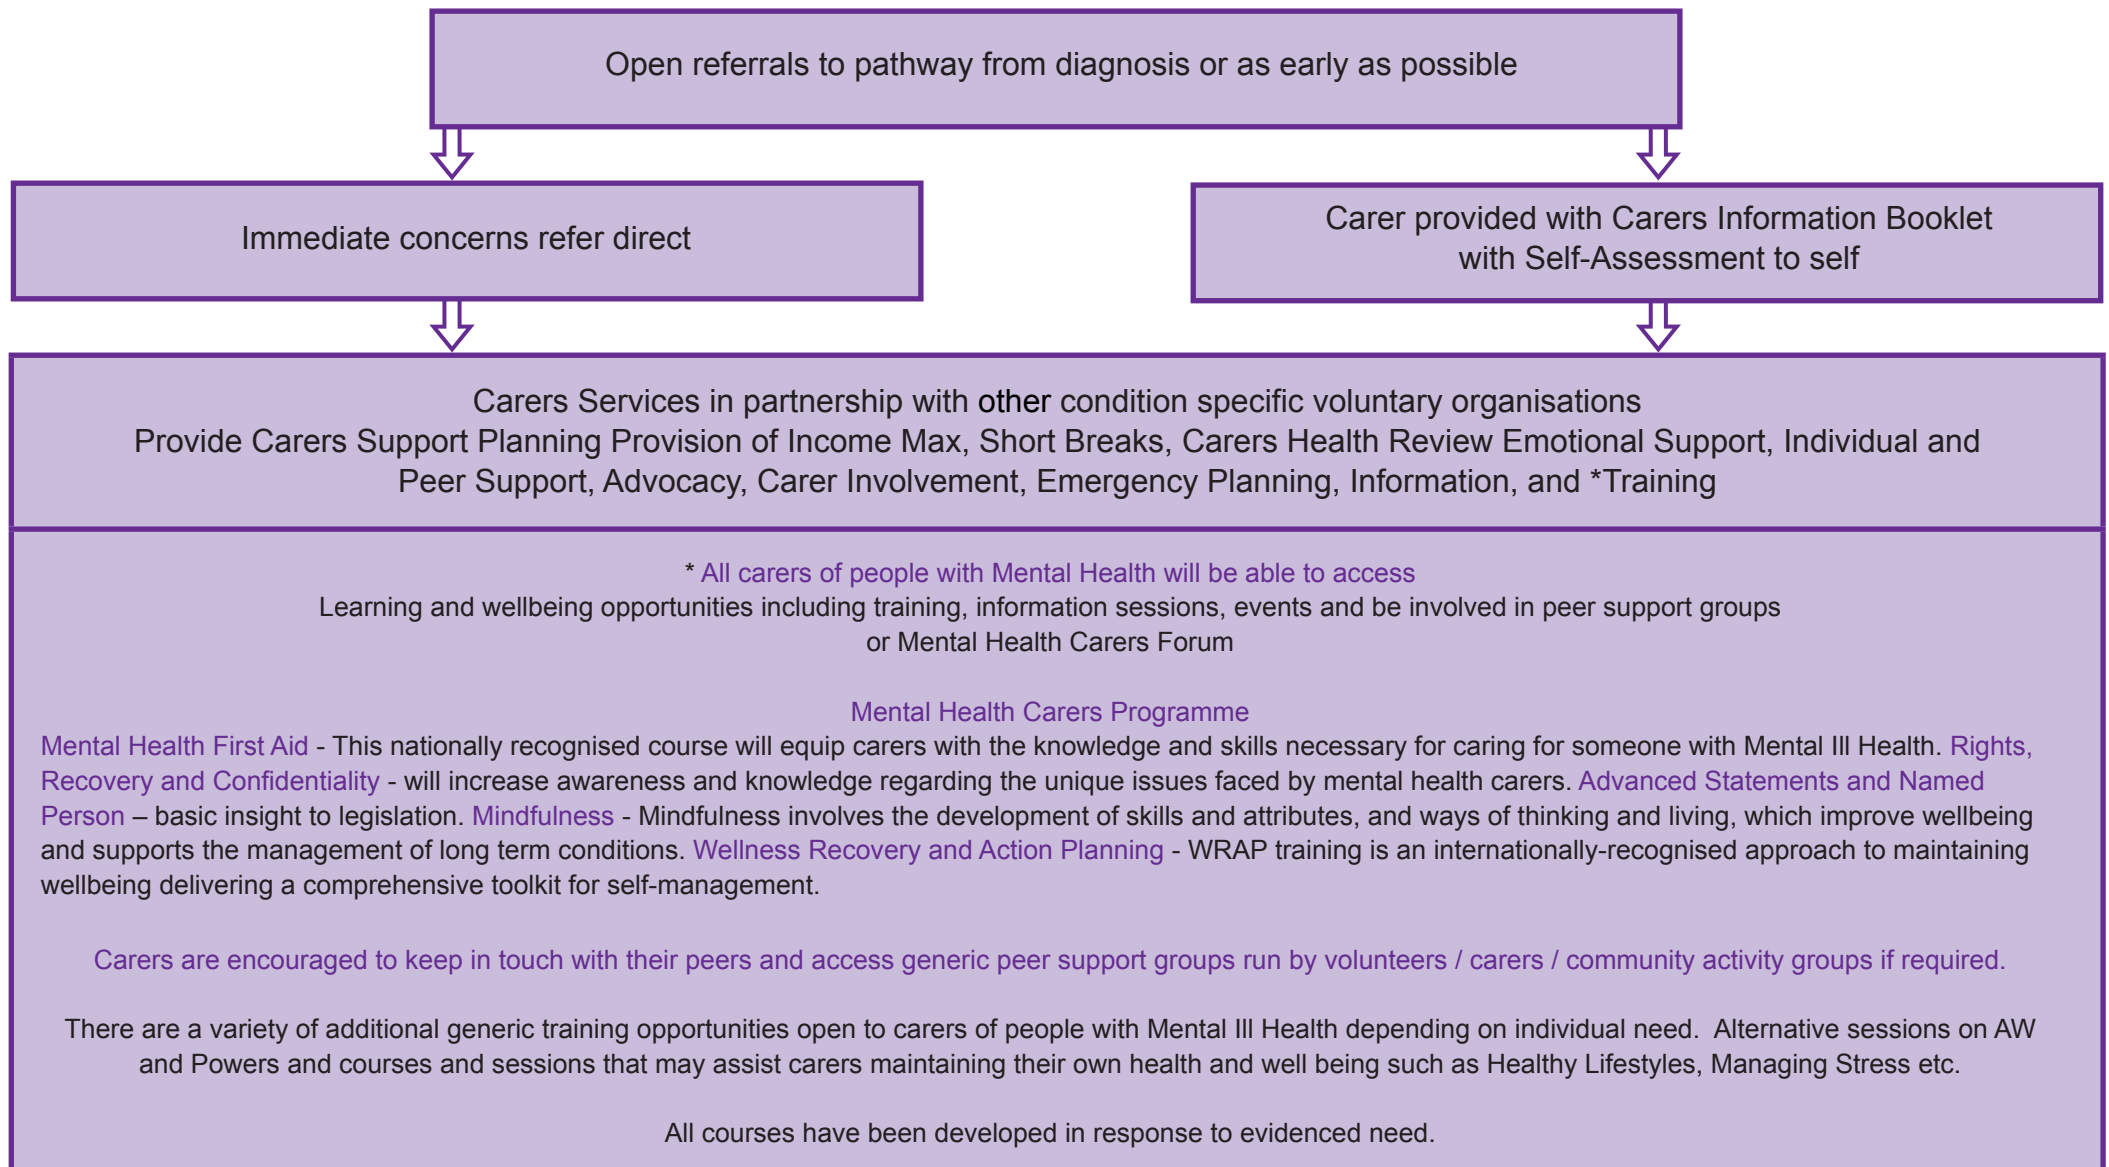 Open referrals to pathway from diagnosis or as early as possible
Immediate concerns refer direct
Carer provided with Carers Information Booklet
with Self-Assessment to self
Carers Services in partnership with other condition specific voluntary organisations
Provide Carers Support Planning Provision of Income Max, Short Breaks, Carers Health Review Emotional Support, Individual and
Peer Support, Advocacy, Carer Involvement, Emergency Planning, Information, and *Training
* All carers of people with Mental Health will be able to access
Learning and wellbeing opportunities including training, information sessions, events and be involved in peer support groups
or Mental Health Carers Forum
Mental Health Carers Programme
Mental Health First Aid - This nationally recognised course will equip carers with the knowledge and skills necessary for caring for someone with Mental Ill Health. Rights,
Recovery and Confidentiality - will increase awareness and knowledge regarding the unique issues faced by mental health carers. Advanced Statements and Named
Person – basic insight to legislation. Mindfulness - Mindfulness involves the development of skills and attributes, and ways of thinking and living, which improve wellbeing
and supports the management of long term conditions. Wellness Recovery and Action Planning - WRAP training is an internationally-recognised approach to maintaining
wellbeing delivering a comprehensive toolkit for self-management.
Carers are encouraged to keep in touch with their peers and access generic peer support groups run by volunteers / carers / community activity groups if required.
There are a variety of additional generic training opportunities open to carers of people with Mental Ill Health depending on individual need.  Alternative sessions on AW
and Powers and courses and sessions that may assist carers maintaining their own health and well being such as Healthy Lifestyles, Managing Stress etc.
All courses have been developed in response to evidenced need.